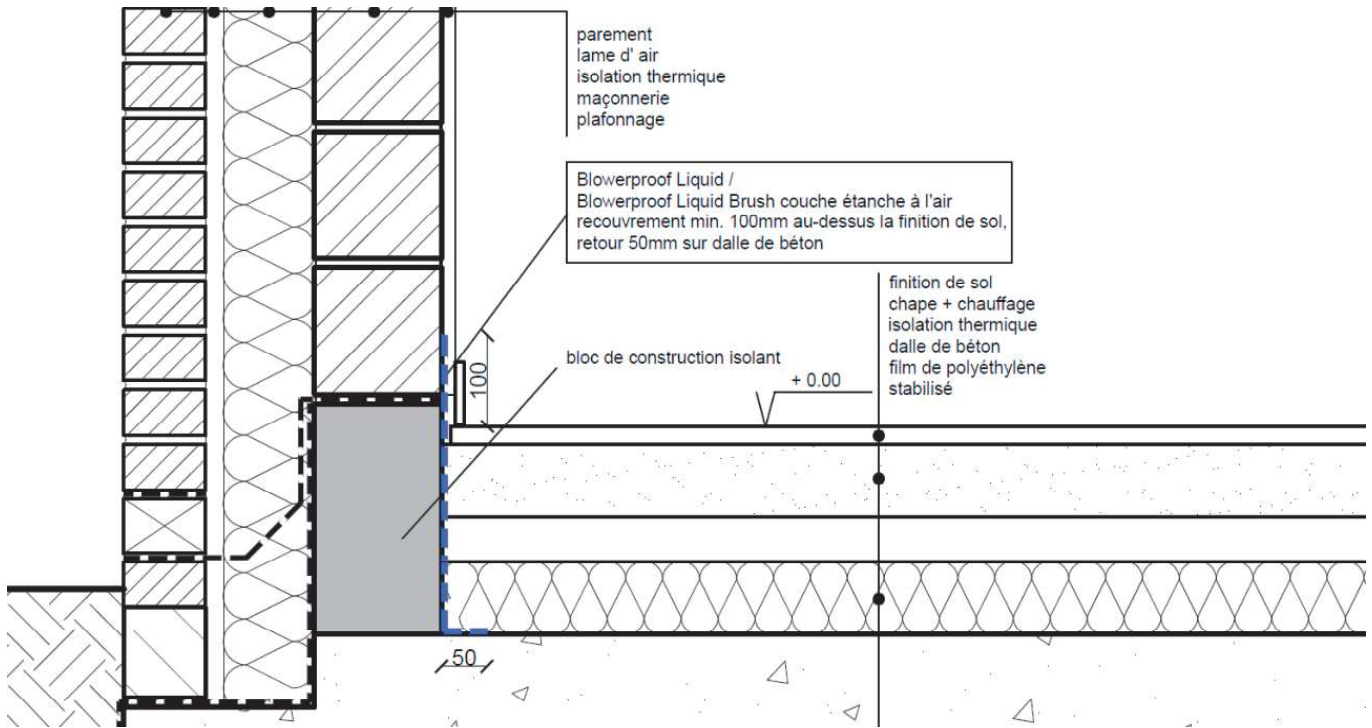 parement
lame d' air
isolation thermique
maçonnerie
plafonnage
Blowerproof Liquid /
Blowerproof Liquid Brush couche étanche à l'air
recouvrement min. 100mm au-dessus la finition de sol,
retour 50mm sur dalle de béton
finition de sol
chape + chauffage
isolation thermique
dalle de béton
film de polyéthylène
stabilisé
bloc de construction isolant
+ 0.00
100
50